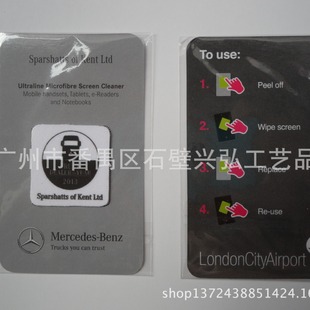 Sparshatts of Kent Ltd
Ultraline Microfibre Screen Cleaner
Mobile Handsets, Tablets, e-Readers
and Notebooks
2013
Sparshatts of Kent Ltd
Mercedes-Benz
Trucks you can trust
To use:
1. Peel off
2. Wipe screen
3. Replace
4. Re-use
LondonCityAirport
广州市番禺区石壁兴弘工艺品
shop1372438851424.1